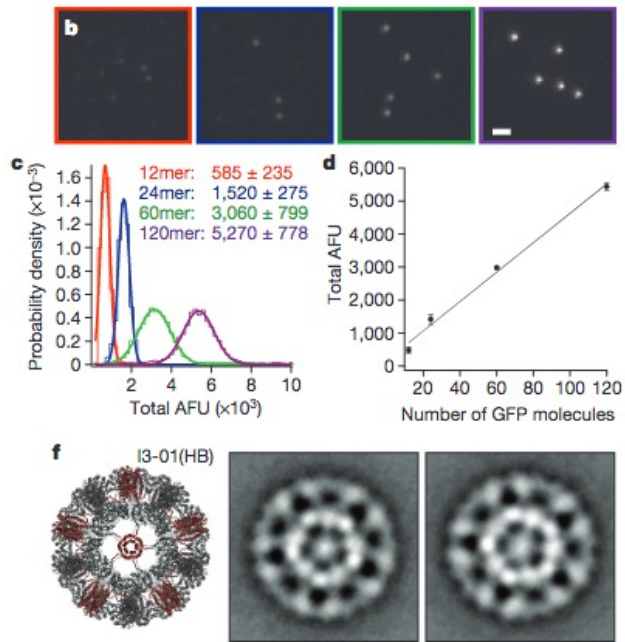 b
c
Probability density (×10⁻³)
1.6
1.4
1.2
1.0
0.8
0.6
0.4
0.2
0
2
4
6
8
10
Total AFU (×10³)
12mer: 585 ± 235
24mer: 1,520 ± 275
60mer: 3,060 ± 799
120mer: 5,270 ± 778
d
Total AFU
6,000
5,000
4,000
3,000
2,000
1,000
0
20
40
60
80
100
120
Number of GFP molecules
f
I3-01(HB)